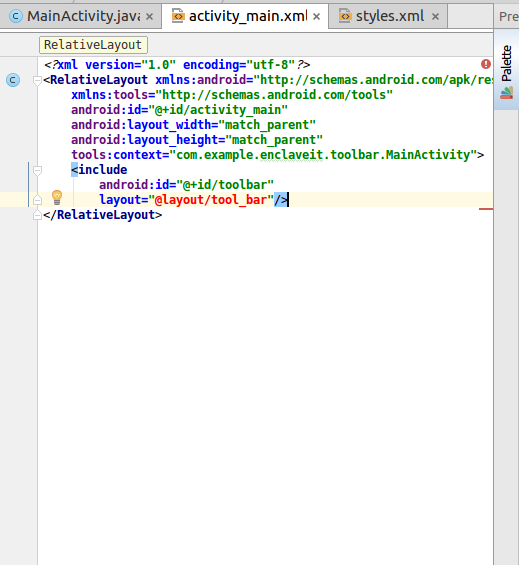 MainActivity.java
activity_main.xml
styles.xml
Pre
RelativeLayout
Palette
<?xml version="1.0" encoding="utf-8"?>
<RelativeLayout xmlns:android="http://schemas.android.com/apk/res
xmlns:tools="http://schemas.android.com/tools"
android:id="@+id/activity_main"
android:layout_width="match_parent"
android:layout_height="match_parent"
tools:context="com.example.enclaveit.toolbar.MainActivity">
<include
android:id="@+id/toolbar"
layout="@layout/tool_bar"/>
</RelativeLayout>